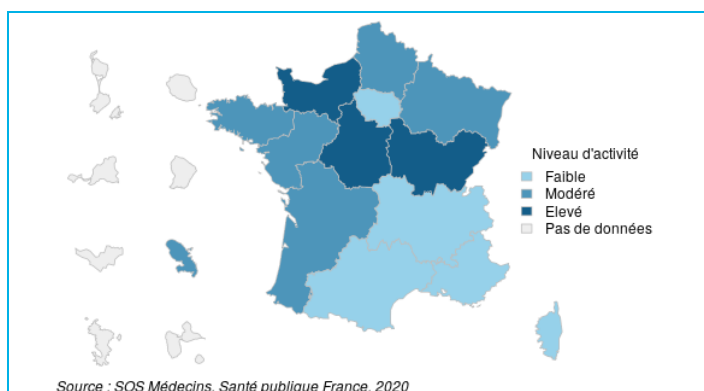 Niveau d'activité
Faible
Modéré
Elevé
Pas de données
Source : SOS Médecins, Santé publique France, 2020